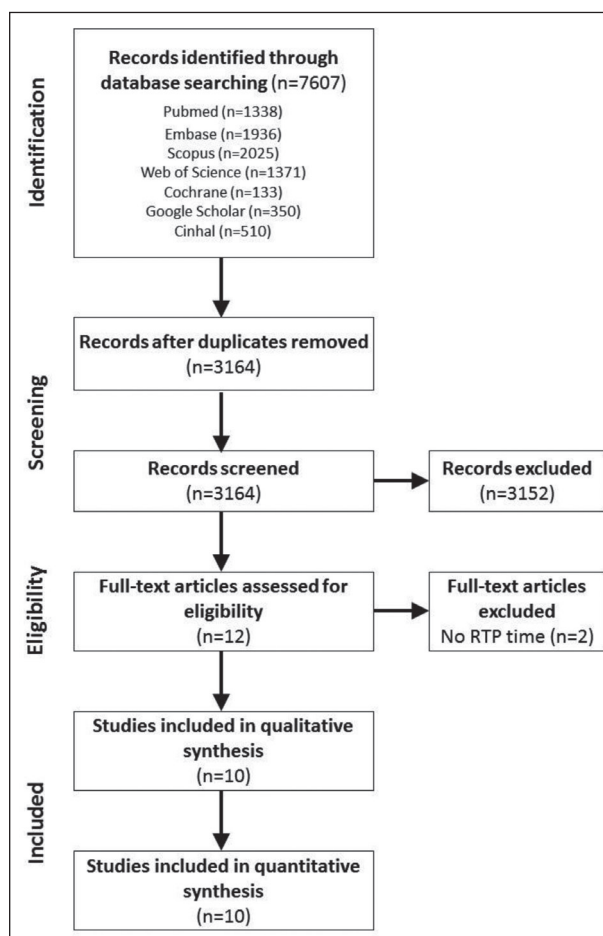 Identification
Records identified through
database searching (n=7607)
Pubmed (n=1338)
Embase (n=1936)
Scopus (n=2025)
Web of Science (n=1371)
Cochrane (n=133)
Google Scholar (n=350)
Cinhal (n=510)
Screening
Records after duplicates removed
(n=3164)
Records screened
(n=3164)
Records excluded
(n=3152)
Eligibility
Full-text articles assessed for
eligibility
(n=12)
Full-text articles
excluded
No RTP time (n=2)
Included
Studies included in qualitative
synthesis
(n=10)
Studies included in quantitative
synthesis
(n=10)